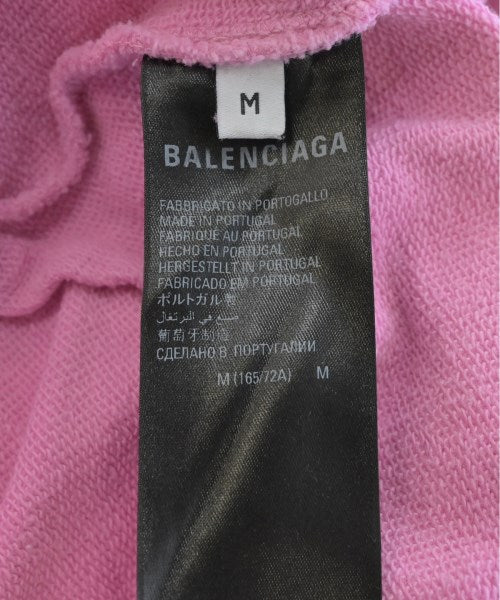 M
BALENCIAGA
FABBRICATO IN PORTOGALLO
MADE IN PORTUGAL
FABRIQUÉ AU PORTUGAL
HECHO EN PORTUGAL
HERGESTELLT IN PORTUGAL
FABRICADO EM PORTUGAL
ポルトガル製
صنع في البرتغال
葡萄牙制造
СДЕЛАНО В ПОРТУГАЛИИ
M (165/72A) M